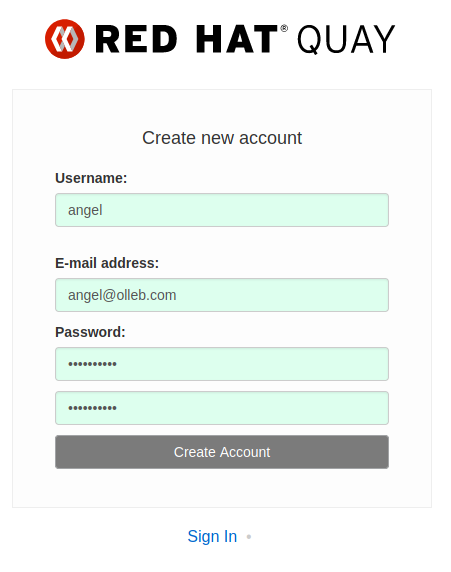 RED HAT® QUAY
Create new account
Username:
angel
E-mail address:
angel@olleb.com
Password:
••••••••••
••••••••••
Create Account
Sign In •